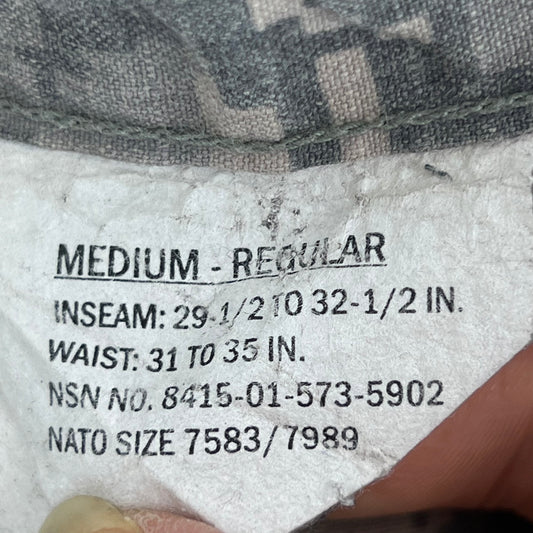 MEDIUM - REGULAR
INSEAM: 29-1/2 TO 32-1/2 IN.
WAIST: 31 TO 35 IN.
NSN NO. 8415-01-573-5902
NATO SIZE 7583/7989